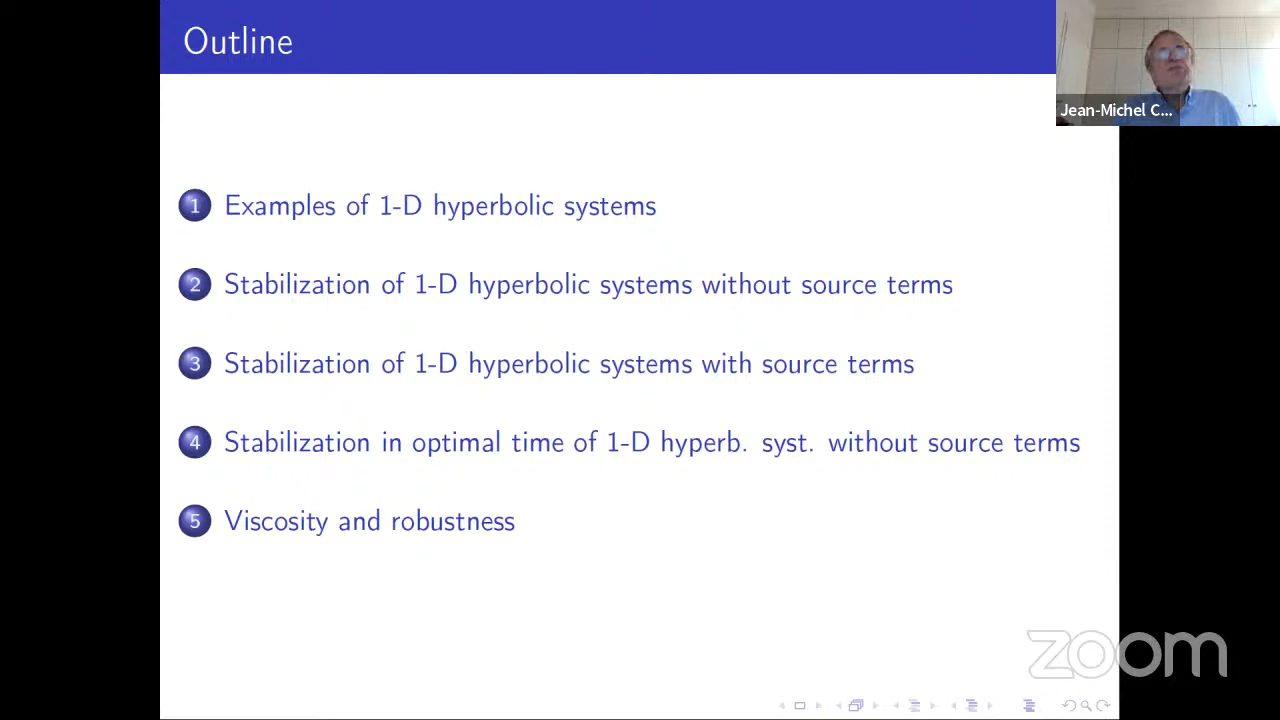 Outline
Jean-Michel C...
1 Examples of 1-D hyperbolic systems
2 Stabilization of 1-D hyperbolic systems without source terms
3 Stabilization of 1-D hyperbolic systems with source terms
4 Stabilization in optimal time of 1-D hyperb. syst. without source terms
5 Viscosity and robustness
zoom